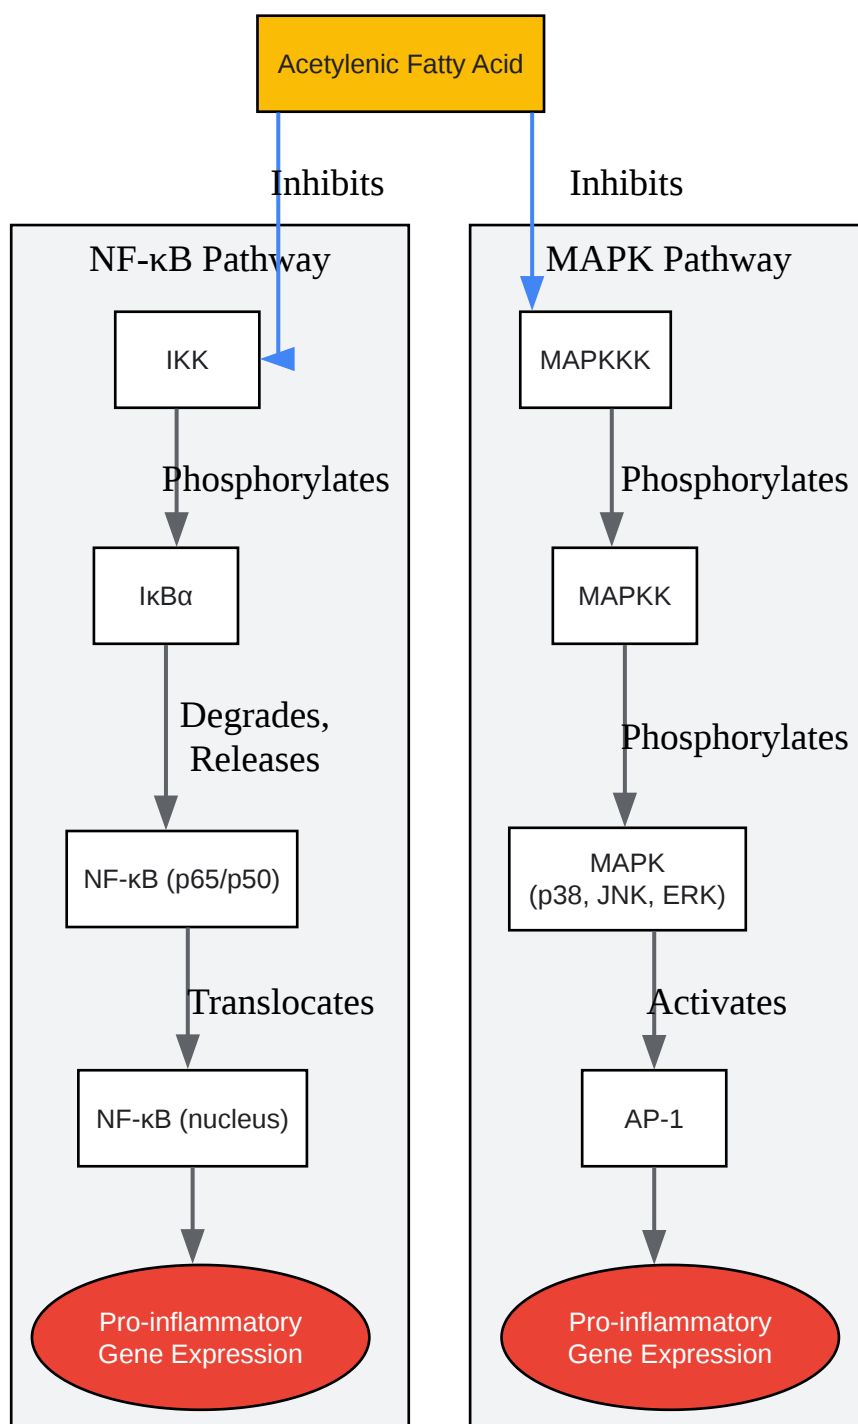 Acetylenic Fatty Acid
Inhibits
Inhibits
NF-κB Pathway
IKK
Phosphorylates
IκBα
Degrades,
Releases
NF-κB (p65/p50)
Translocates
NF-κB (nucleus)
Pro-inflammatory
Gene Expression
MAPK Pathway
MAPKKK
Phosphorylates
MAPKK
Phosphorylates
MAPK
(p38, JNK, ERK)
Activates
AP-1
Pro-inflammatory
Gene Expression